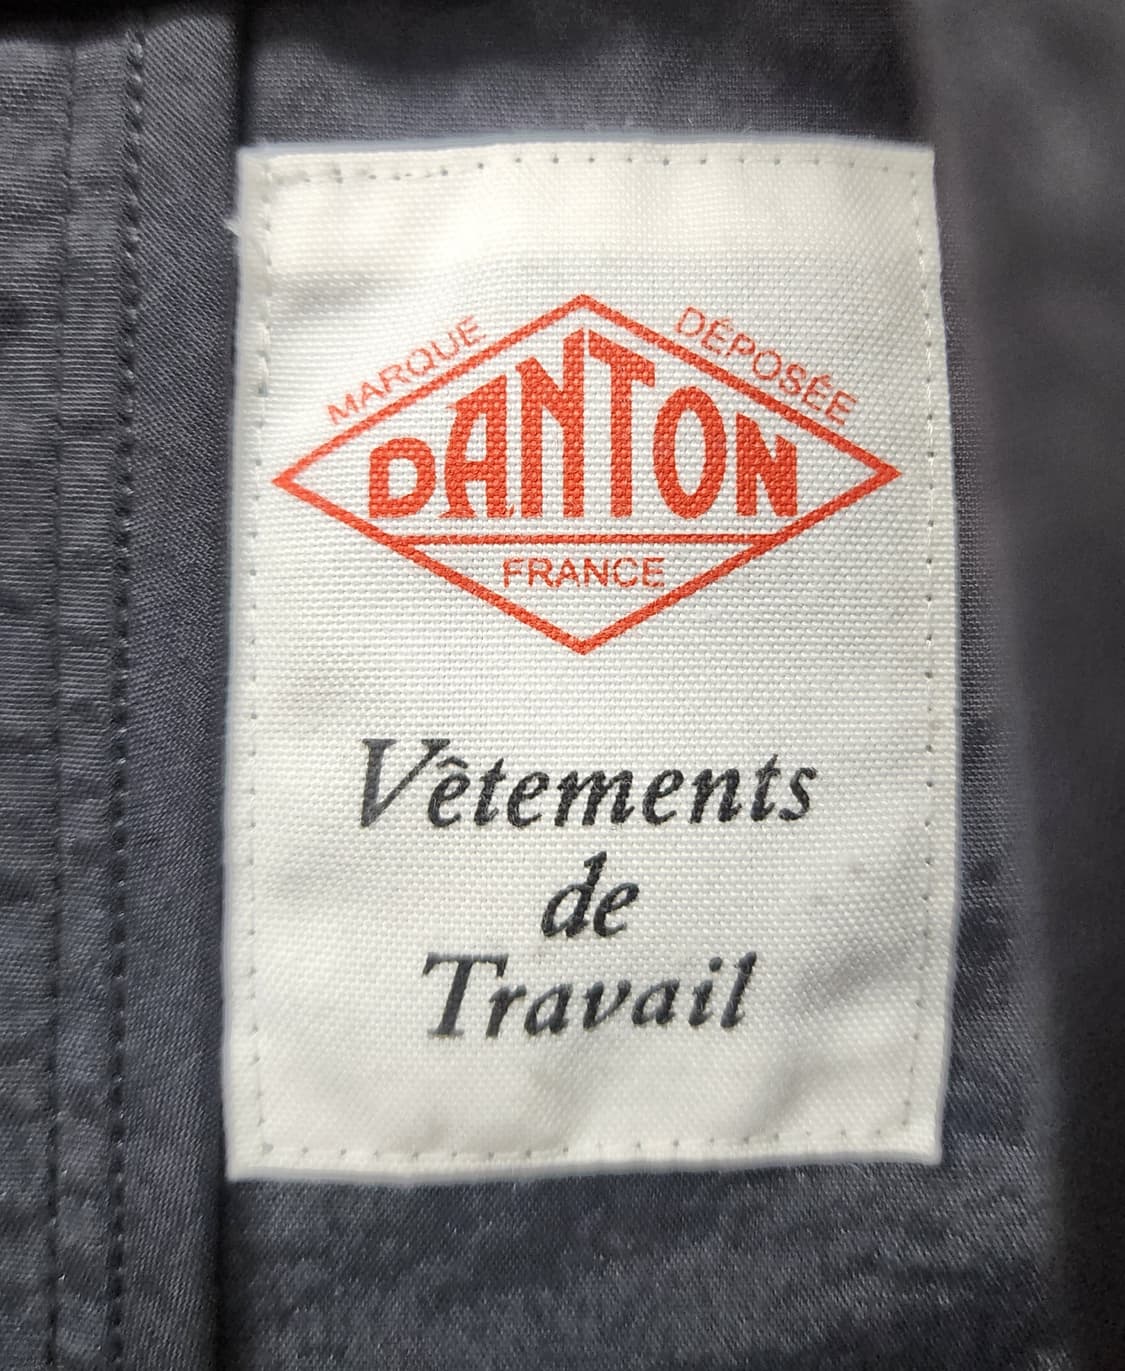 MARQUE DÉPOSÉE
DANTON
FRANCE
Vêtements
de
Travail